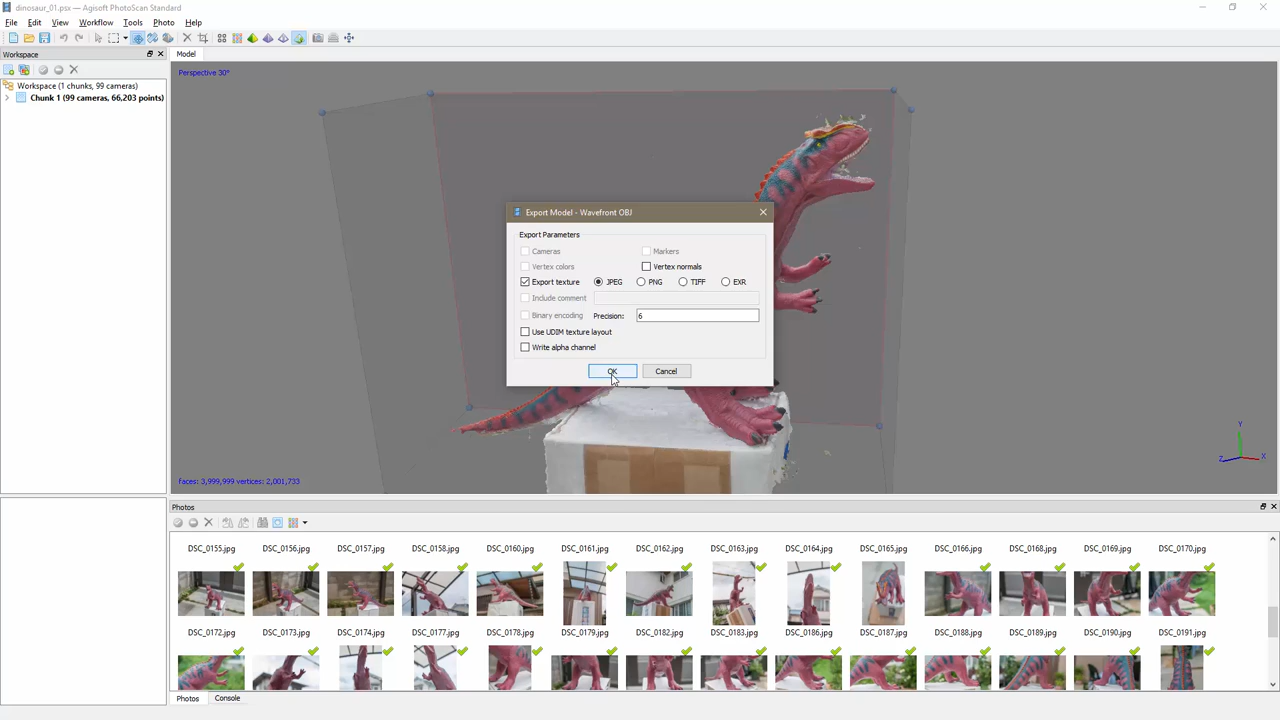 dinosaur_01.psx — Agisoft PhotoScan Standard
File Edit View Workflow Tools Photo Help
Workspace
Model
Perspective 30°
Workspace (1 chunks, 99 cameras)
Chunk 1 (99 cameras, 66,203 points)
Export Model - Wavefront OBJ
Export Parameters
Cameras Markers
Vertex colors Vertex normals
Export texture JPEG PNG TIFF EXR
Include comment
Binary encoding Precision: 6
Use UDIM texture layout
Write alpha channel
OK Cancel
Y
Z X
Faces: 3,999,999 vertices: 2,001,733
Photos
DSC_0155.jpg DSC_0156.jpg DSC_0157.jpg DSC_0158.jpg DSC_0160.jpg DSC_0161.jpg DSC_0162.jpg DSC_0163.jpg DSC_0164.jpg DSC_0165.jpg DSC_0166.jpg DSC_0168.jpg DSC_0169.jpg DSC_0170.jpg
DSC_0172.jpg DSC_0173.jpg DSC_0174.jpg DSC_0177.jpg DSC_0178.jpg DSC_0179.jpg DSC_0182.jpg DSC_0183.jpg DSC_0186.jpg DSC_0187.jpg DSC_0188.jpg DSC_0189.jpg DSC_0190.jpg DSC_0191.jpg
Photos Console